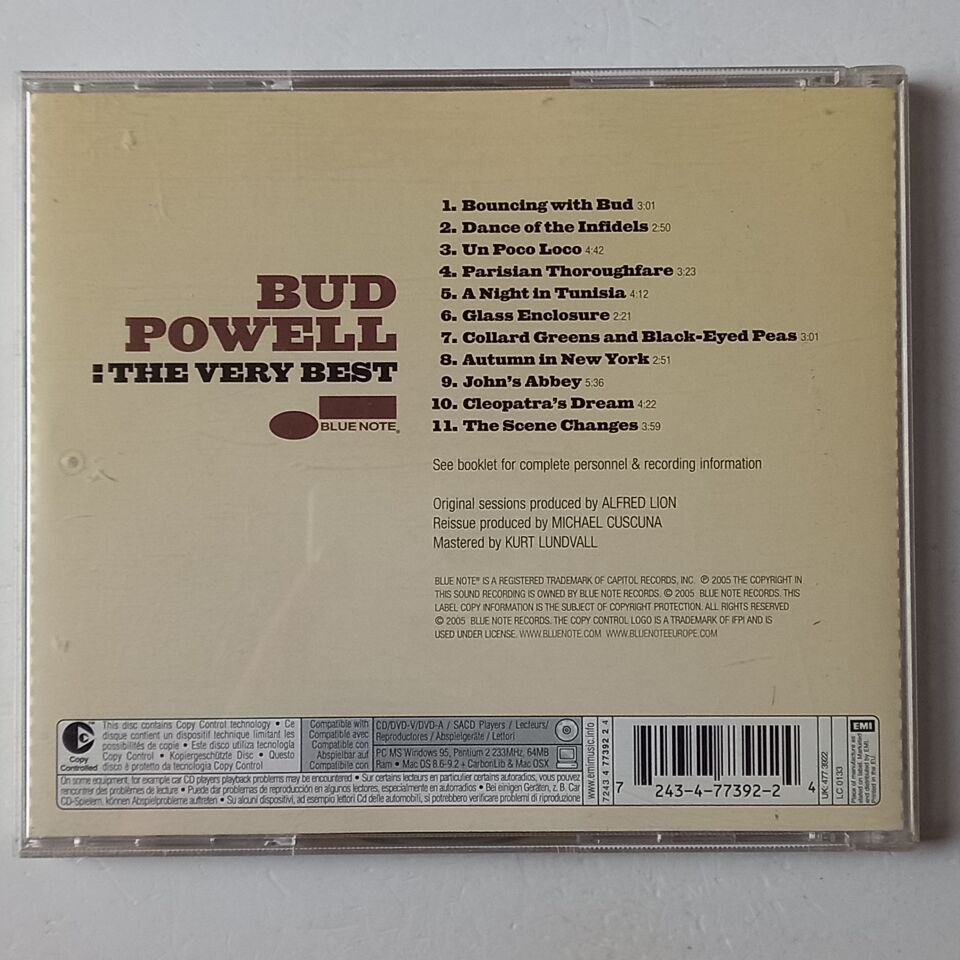 BUD
POWELL
:THE VERY BEST
BLUE NOTE®
1. Bouncing with Bud 3:01
2. Dance of the Infidels 2:50
3. Un Poco Loco 4:42
4. Parisian Thoroughfare 3:23
5. A Night in Tunisia 4:12
6. Glass Enclosure 2:21
7. Collard Greens and Black-Eyed Peas 3:01
8. Autumn in New York 2:51
9. John's Abbey 5:36
10. Cleopatra's Dream 4:22
11. The Scene Changes 3:59
See booklet for complete personnel & recording information
Original sessions produced by ALFRED LION
Reissue produced by MICHAEL CUSCUNA
Mastered by KURT LUNDVALL
BLUE NOTE® IS A REGISTERED TRADEMARK OF CAPITOL RECORDS, INC. ℗ 2005 THE COPYRIGHT IN
THIS SOUND RECORDING IS OWNED BY BLUE NOTE RECORDS. © 2005 BLUE NOTE RECORDS. THIS
LABEL COPY INFORMATION IS THE SUBJECT OF COPYRIGHT PROTECTION. ALL RIGHTS RESERVED
© 2005 BLUE NOTE RECORDS. THE COPY CONTROL LOGO IS A TRADEMARK OF IFPI AND IS
USED UNDER LICENSE. WWW.BLUENOTE.COM WWW.BLUENOTEEUROPE.COM
Copy
Controlled
This disc contains Copy Control technology • Ce
disque contient un dispositif technique limitant les
possibilités de copie • Este disco utiliza tecnología
Copy Control • Kopiergeschützte Disc • Questo
disco è protetto da tecnologia Copy Control
Compatible with
Compatible avec
Compatible con
Abspielbar auf
Compatibile con
CD/DVD-V/DVD-A / SACD Players / Lecteurs/
Reproductores / Abspielgeräte / Lettori
PC MS Windows 95, Pentium 2 233MHz, 64MB
Ram • Mac OS 8.6-9.2 + CarbonLib & Mac OSX
On some equipment, for example car CD players playback problems may be encountered • Sur certains lecteurs en particulier certains autoradios, vous pouvez
rencontrer des problèmes de lecture • Puede dar problemas de reproducción en algunos lectores, especialmente en autorradios • Bei einigen Geräten, z. B. Car
CD-Spielern, können Abspielprobleme auftreten • Su alcuni dispositivi, ad esempio lettori Cd delle automobili, si potrebbero verificare problemi di riproduzione
www.emimusic.info
7243 4 77392 2 4
7 243-4-77392-2 4
UK: 477 3922
LC 0133
EMI
Place of manufacture as
stated on label. Marketed
and distributed by EMI.
Printed in the EU.